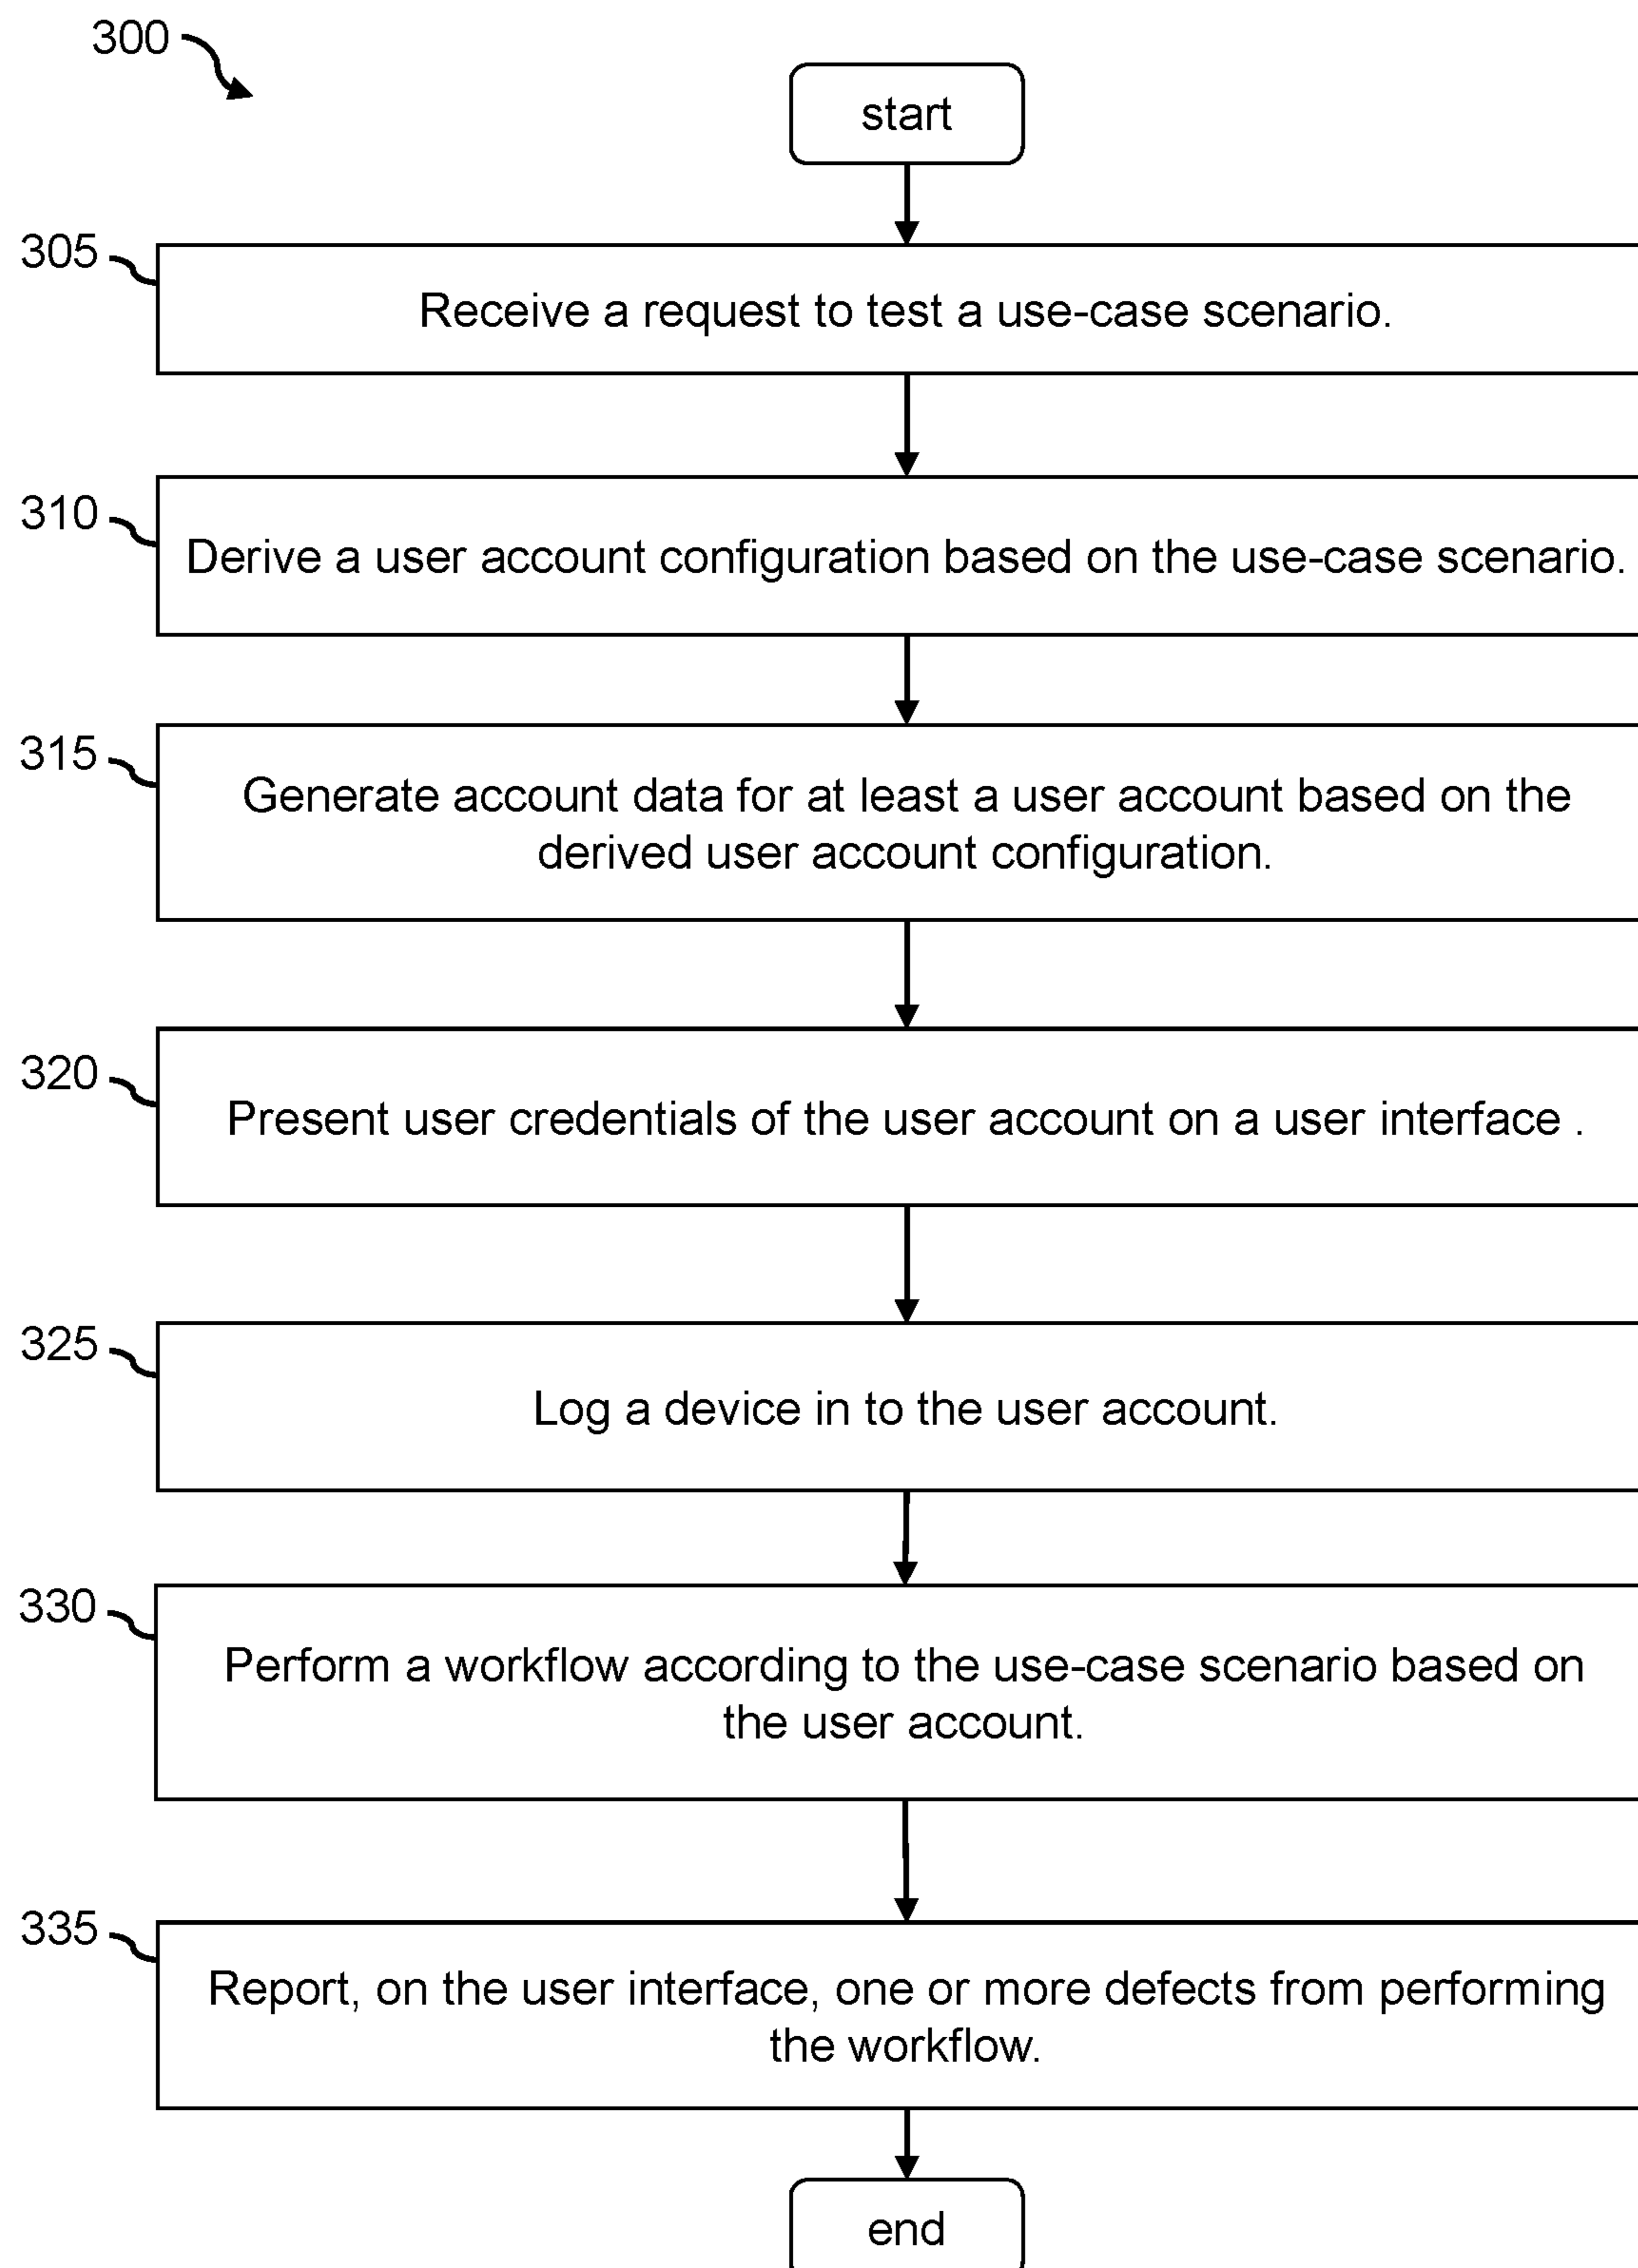 300
start
305
Receive a request to test a use-case scenario.
310
Derive a user account configuration based on the use-case scenario.
315
Generate account data for at least a user account based on the
derived user account configuration.
320
Present user credentials of the user account on a user interface .
325
Log a device in to the user account.
330
Perform a workflow according to the use-case scenario based on
the user account.
335
Report, on the user interface, one or more defects from performing
the workflow.
end